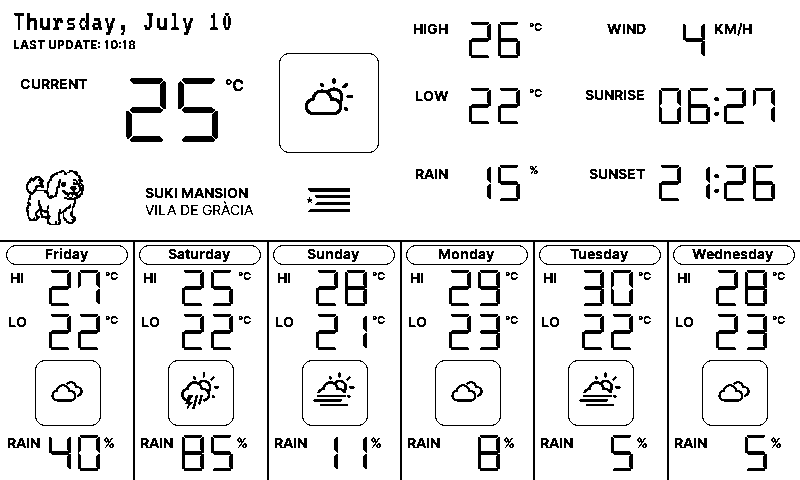 Thursday, July 10
LAST UPDATE: 10:18
CURRENT 25 °C
HIGH 26 °C
WIND 4 KM/H
LOW 22 °C
SUNRISE 06:27
RAIN 15 %
SUNSET 21:26
SUKI MANSION
VILA DE GRÀCIA
Friday
HI 27 °C
LO 22 °C
RAIN 40 %
Saturday
HI 25 °C
LO 22 °C
RAIN 85 %
Sunday
HI 28 °C
LO 21 °C
RAIN 11 %
Monday
HI 29 °C
LO 23 °C
RAIN 8 %
Tuesday
HI 30 °C
LO 22 °C
RAIN 5 %
Wednesday
HI 28 °C
LO 23 °C
RAIN 5 %